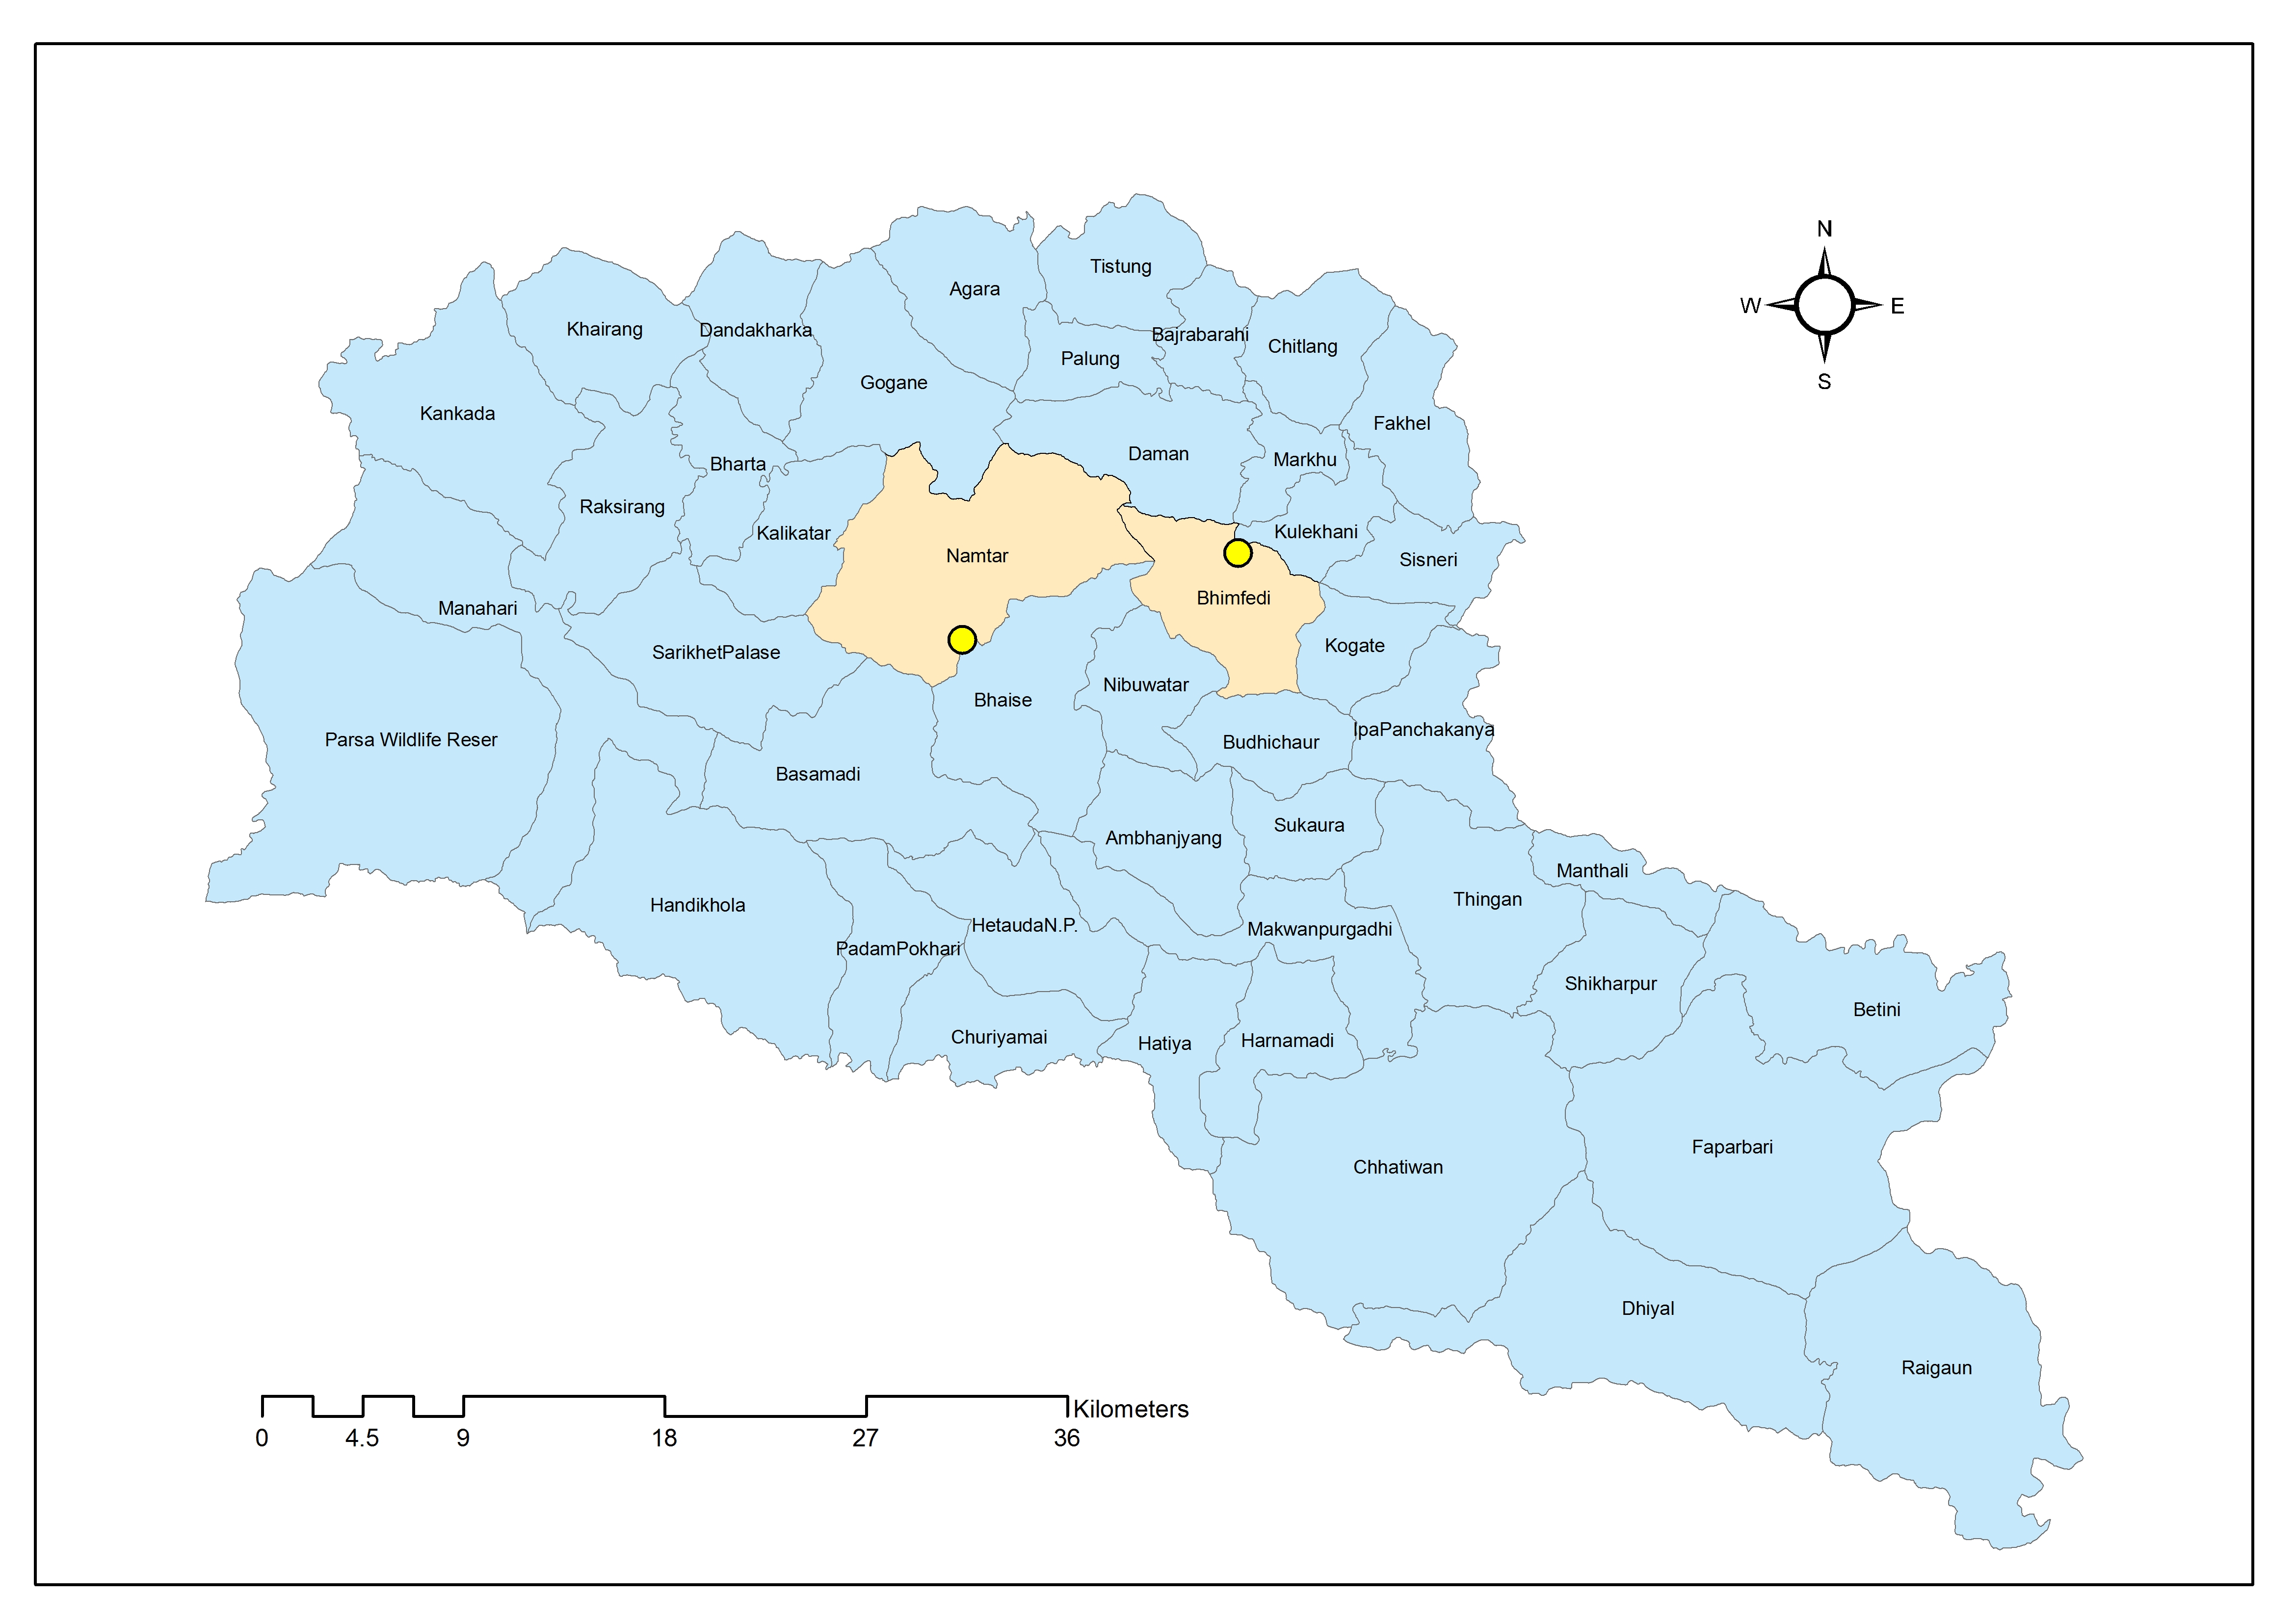 N
W
E
S
Tistung
Agara
Khairang
Dandakharka
Bajrabarahi
Chitlang
Palung
Gogane
Kankada
Fakhel
Daman
Markhu
Bharta
Raksirang
Kalikatar
Kulekhani
Namtar
Sisneri
Bhimfedi
Manahari
Kogate
SarikhetPalase
Nibuwatar
Bhaise
IpaPanchakanya
Parsa Wildlife Reser
Budhichaur
Basamadi
Sukaura
Ambhanjyang
Manthali
Thingan
Handikhola
HetaudaN.P.
Makwanpurgadhi
PadamPokhari
Shikharpur
Betini
Churiyamai
Harnamadi
Hatiya
Faparbari
Chhatiwan
Dhiyal
Raigaun
Kilometers
0 4.5 9 18 27 36